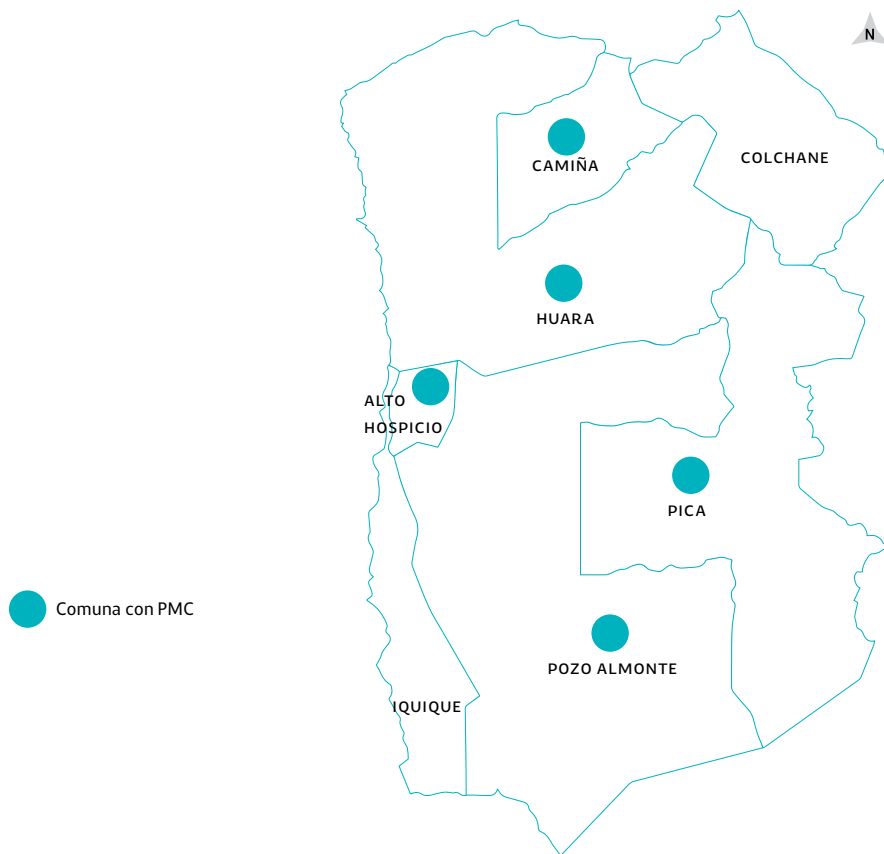 N
COLCHANE
CAMIÑA
HUARA
ALTO
HOSPICIO
PICA
Comuna con PMC
POZO ALMONTE
IQUIQUE